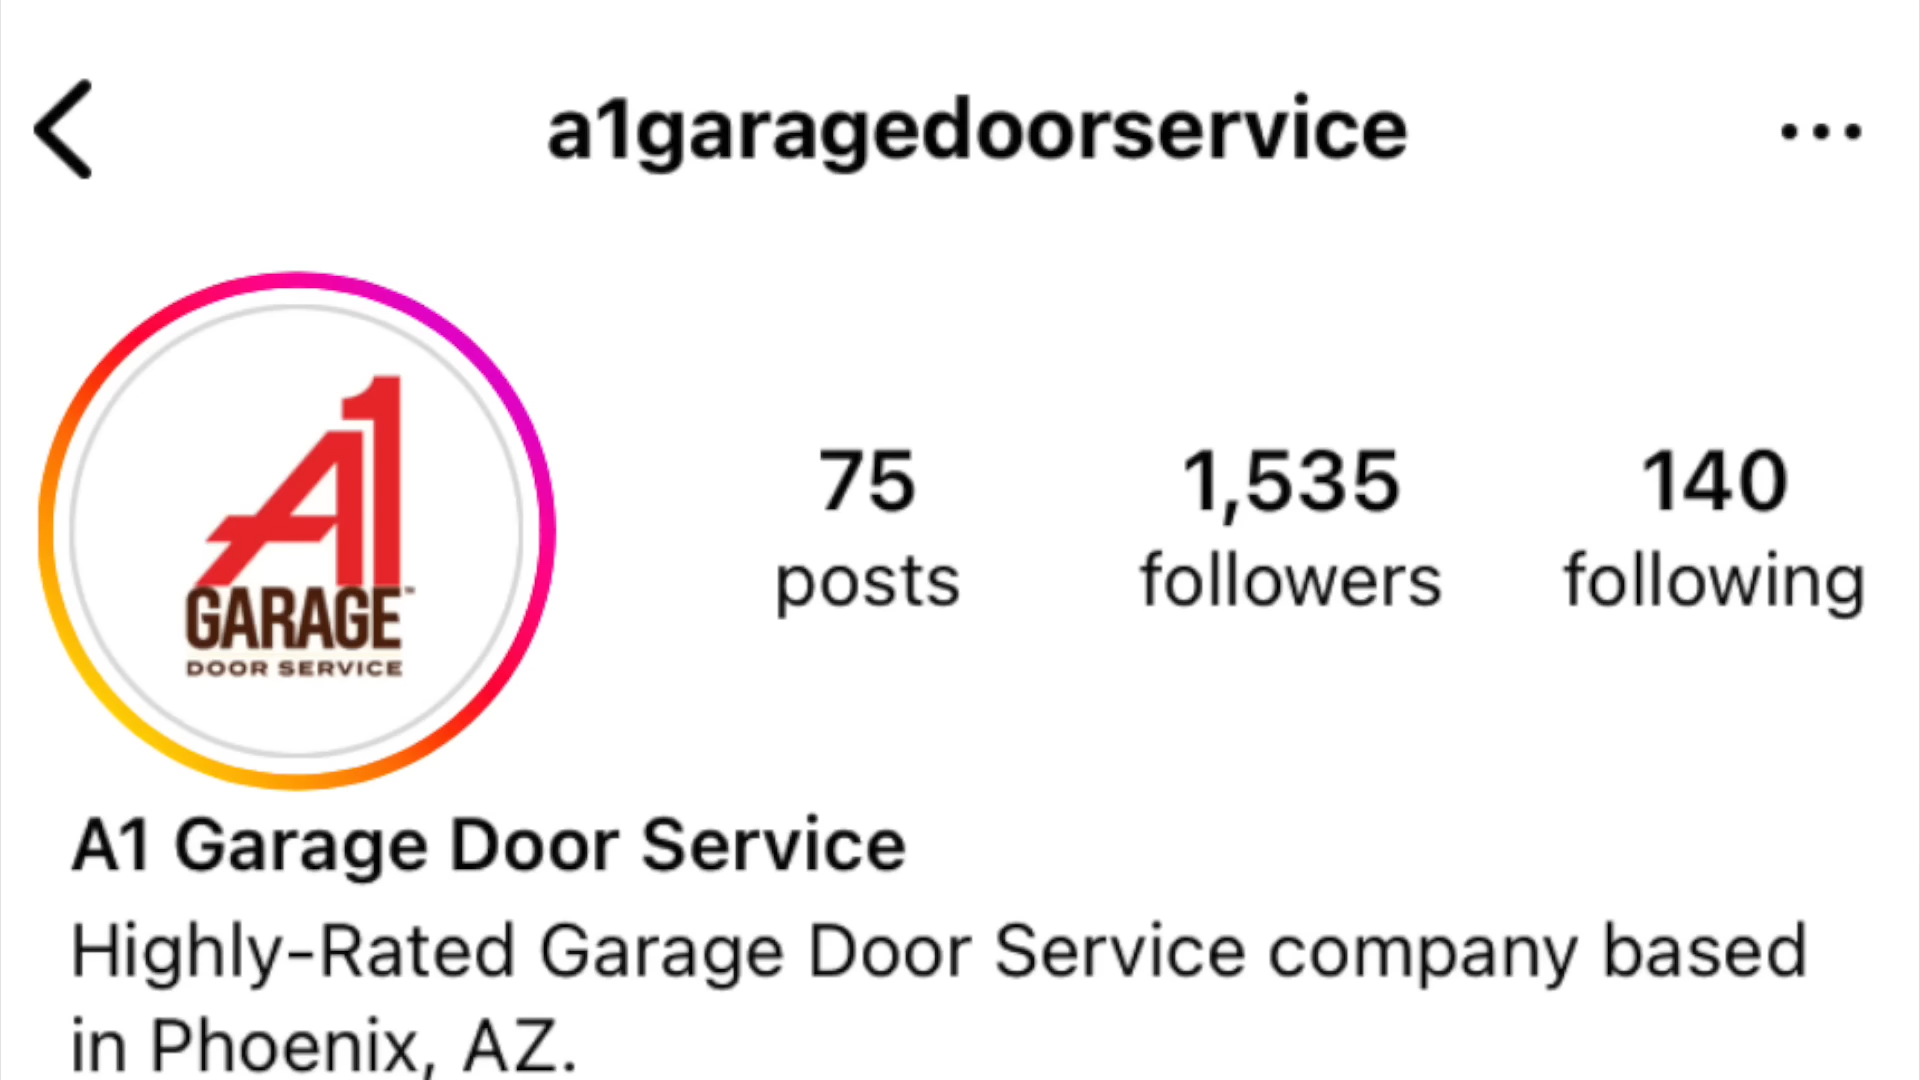 a1garagedoorservice
A1
GARAGE™
DOOR SERVICE
75
posts
1,535
followers
140
following
A1 Garage Door Service
Highly-Rated Garage Door Service company based
in Phoenix, AZ.